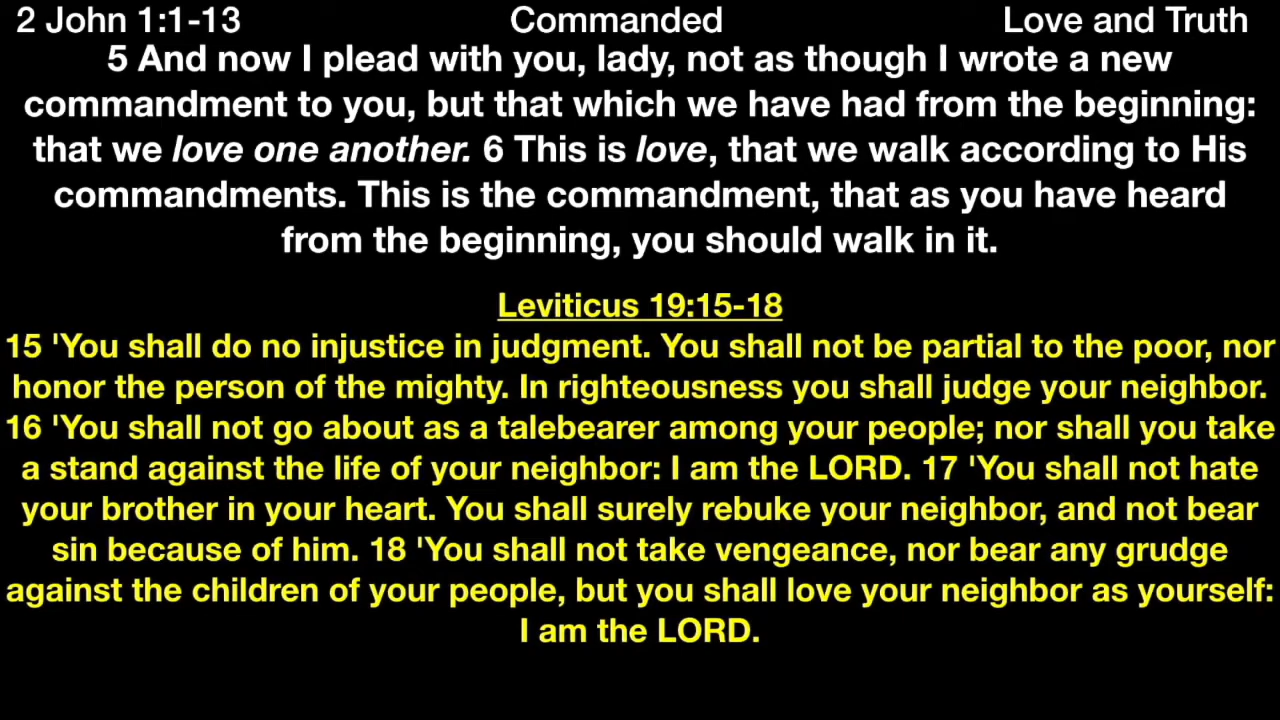 2 John 1:1-13 Commanded Love and Truth
5 And now I plead with you, lady, not as though I wrote a new
commandment to you, but that which we have had from the beginning:
that we love one another. 6 This is love, that we walk according to His
commandments. This is the commandment, that as you have heard
from the beginning, you should walk in it.
Leviticus 19:15-18
15 'You shall do no injustice in judgment. You shall not be partial to the poor, nor
honor the person of the mighty. In righteousness you shall judge your neighbor.
16 'You shall not go about as a talebearer among your people; nor shall you take
a stand against the life of your neighbor: I am the LORD. 17 'You shall not hate
your brother in your heart. You shall surely rebuke your neighbor, and not bear
sin because of him. 18 'You shall not take vengeance, nor bear any grudge
against the children of your people, but you shall love your neighbor as yourself:
I am the LORD.